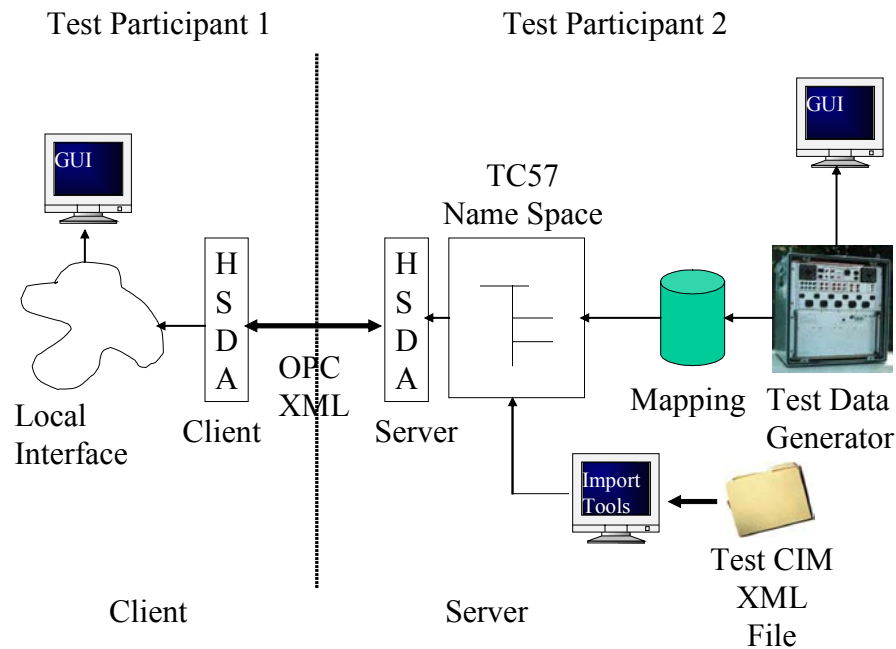 Test Participant 1
Test Participant 2
GUI
GUI
TC57
Name Space
H
S
D
A
H
S
D
A
OPC
XML
Local
Interface
Client
Server
Mapping
Test Data
Generator
Import
Tools
Test CIM
XML
File
Client
Server